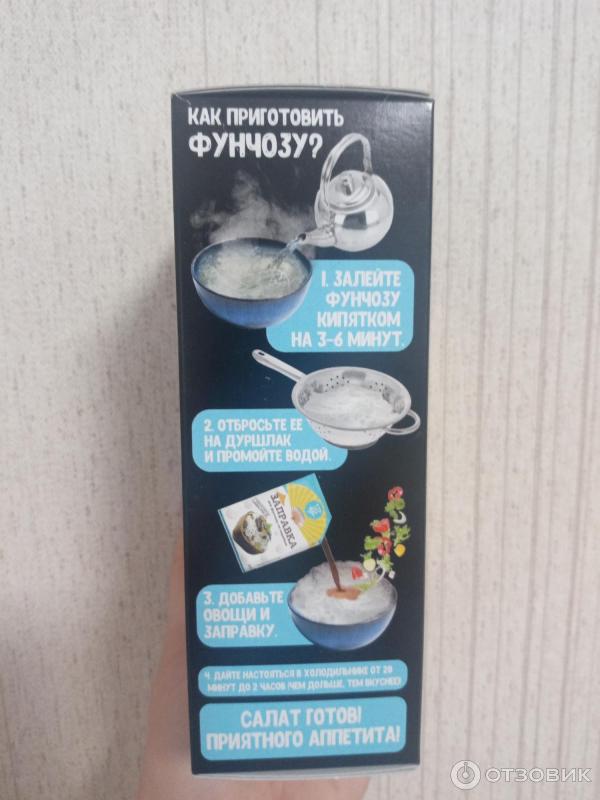 КАК ПРИГОТОВИТЬ
ФУНЧОЗУ?
1. ЗАЛЕЙТЕ
ФУНЧОЗУ
КИПЯТКОМ
НА 3-6 МИНУТ.
2. ОТБРОСЬТЕ ЕЕ
НА ДУРШЛАК
И ПРОМОЙТЕ ВОДОЙ.
ЗАПРАВКА
3. ДОБАВЬТЕ
ОВОЩИ И
ЗАПРАВКУ.
4. ДАЙТЕ НАСТОЯТЬСЯ В ХОЛОДИЛЬНИКЕ ОТ 20
МИНУТ ДО 2 ЧАСОВ (ЧЕМ ДОЛЬШЕ, ТЕМ ВКУСНЕЕ)
САЛАТ ГОТОВ!
ПРИЯТНОГО АППЕТИТА!
ОТЗОВИК